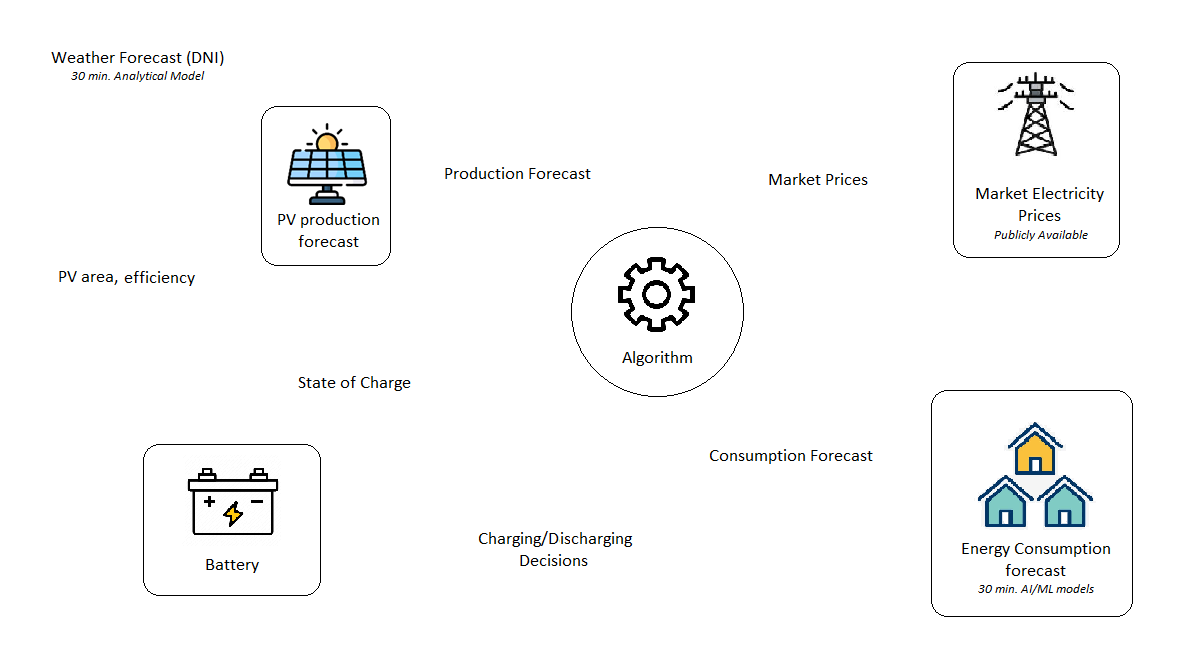 Weather Forecast (DNI)
30 min. Analytical Model
PV production
forecast
Production Forecast
Market Prices
Market Electricity
Prices
Publicly Available
PV area, efficiency
Algorithm
State of Charge
Battery
+ −
Charging/Discharging
Decisions
Consumption Forecast
Energy Consumption
forecast
30 min. AI/ML models